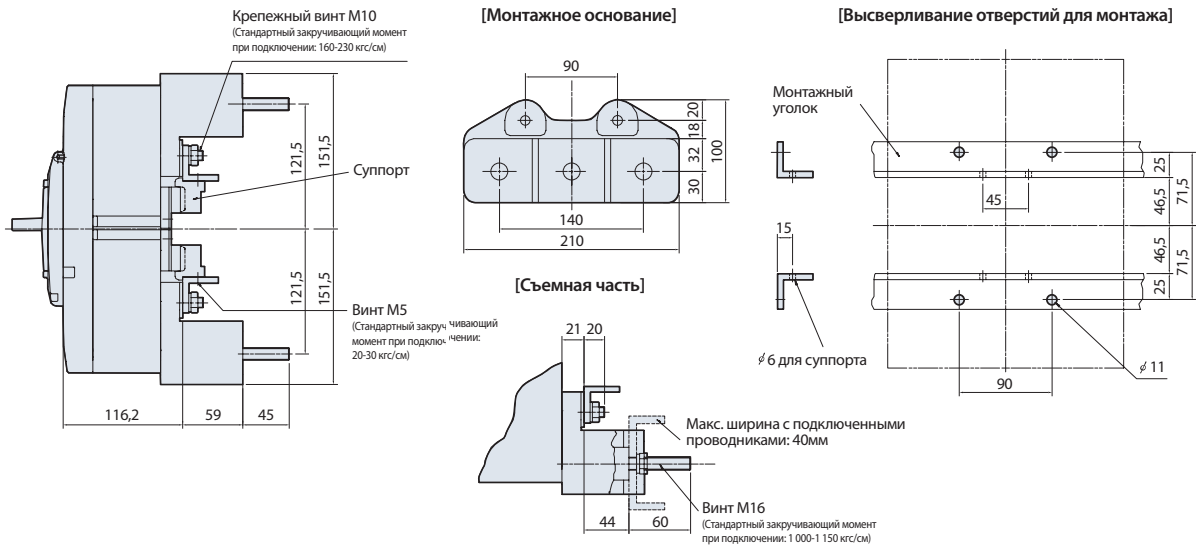 Крепежный винт M10
(Стандартный закручивающий момент
при подключении: 160-230 кгс/см)
121,5
151,5
Суппорт
121,5
151,5
Винт M5
(Стандартный закручивающий
момент при подключении:
20-30 кгс/см)
116,2
59
45
[Монтажное основание]
90
20
18
32
30
100
140
210
[Съемная часть]
21
20
Макс. ширина с подключенными
проводниками: 40мм
44
60
Винт M16
(Стандартный закручивающий момент
при подключении: 1 000-1 150 кгс/см)
[Высверливание отверстий для монтажа]
Монтажный
уголок
25
46,5
71,5
45
15
46,5
25
71,5
⌀6 для суппорта
⌀11
90